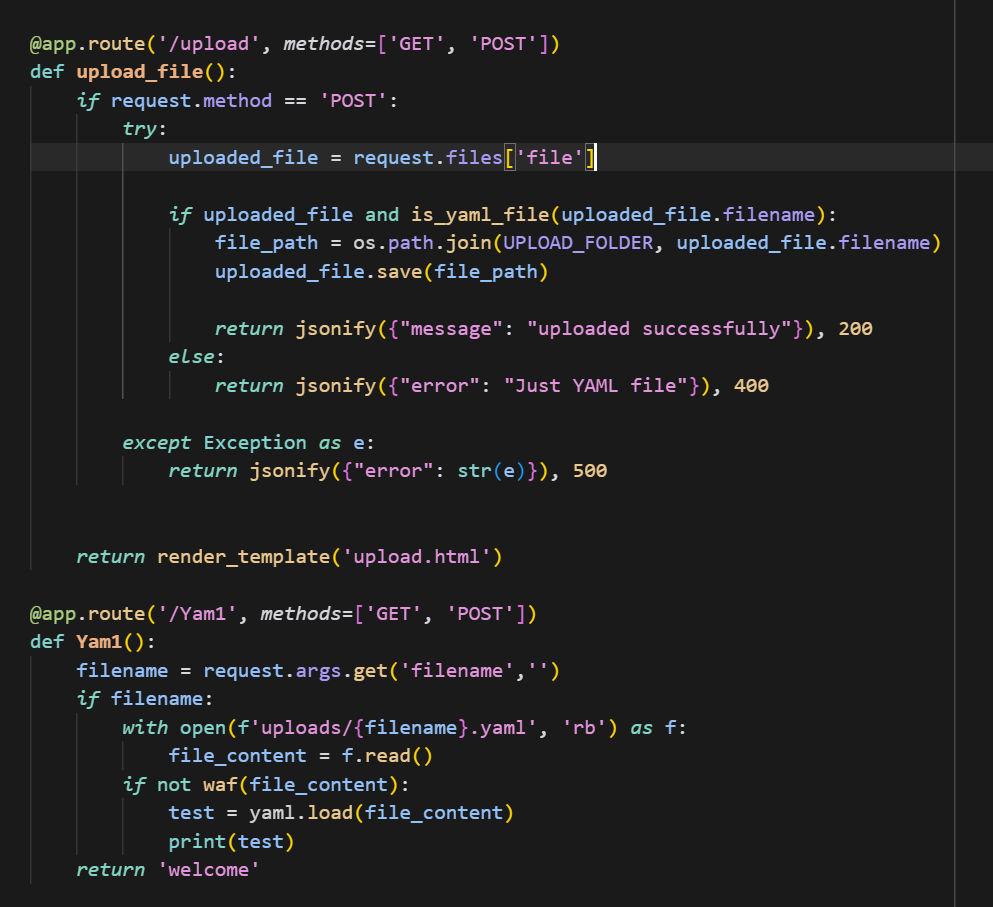 @app.route('/upload', methods=['GET', 'POST'])
def upload_file():
    if request.method == 'POST':
        try:
            uploaded_file = request.files['file']

            if uploaded_file and is_yaml_file(uploaded_file.filename):
                file_path = os.path.join(UPLOAD_FOLDER, uploaded_file.filename)
                uploaded_file.save(file_path)

                return jsonify({"message": "uploaded successfully"}), 200
            else:
                return jsonify({"error": "Just YAML file"}), 400

        except Exception as e:
            return jsonify({"error": str(e)}), 500


    return render_template('upload.html')

@app.route('/Yam1', methods=['GET', 'POST'])
def Yam1():
    filename = request.args.get('filename','')
    if filename:
        with open(f'uploads/{filename}.yaml', 'rb') as f:
            file_content = f.read()
        if not waf(file_content):
            test = yaml.load(file_content)
            print(test)
    return 'welcome'